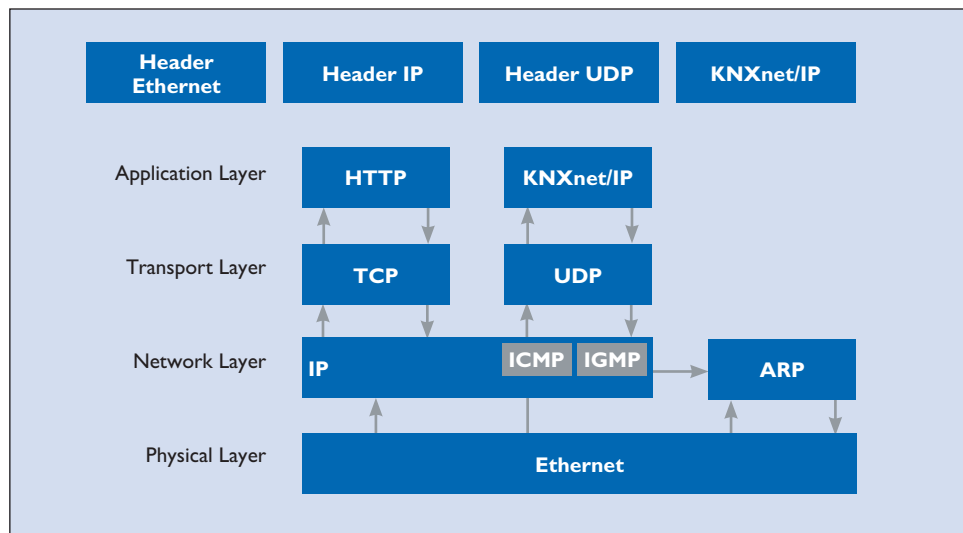 Header
Ethernet
Header IP
Header UDP
KNXnet/IP
Application Layer
HTTP
KNXnet/IP
Transport Layer
TCP
UDP
Network Layer
IP
ICMP
IGMP
ARP
Physical Layer
Ethernet